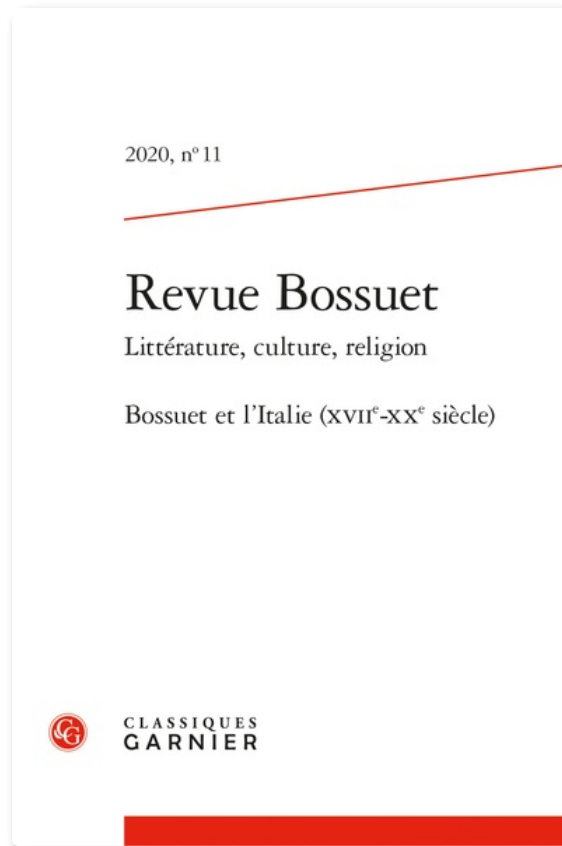 2020, nº 11
Revue Bossuet
Littérature, culture, religion
Bossuet et l’Italie (XVIIᵉ-XXᵉ siècle)
CG
CLASSIQUES
GARNIER